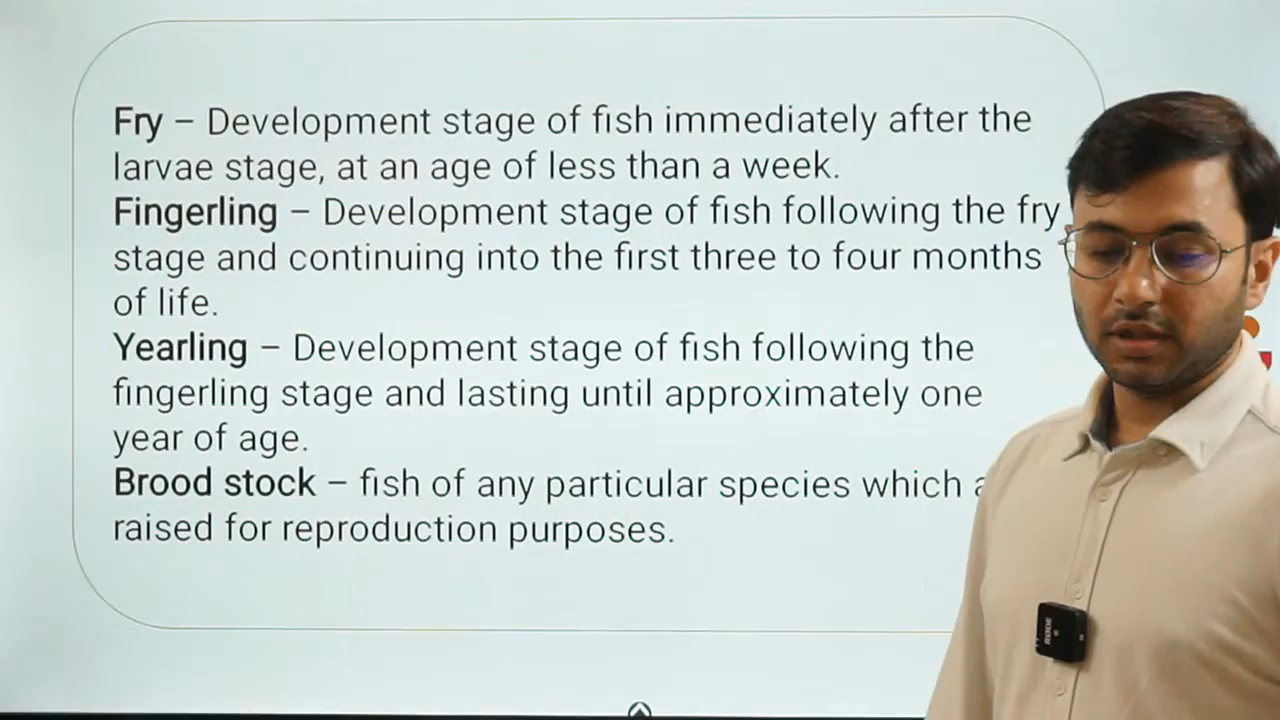 Fry – Development stage of fish immediately after the
larvae stage, at an age of less than a week.
Fingerling – Development stage of fish following the fry
stage and continuing into the first three to four months
of life.
Yearling – Development stage of fish following the
fingerling stage and lasting until approximately one
year of age.
Brood stock – fish of any particular species which
raised for reproduction purposes.
RODE